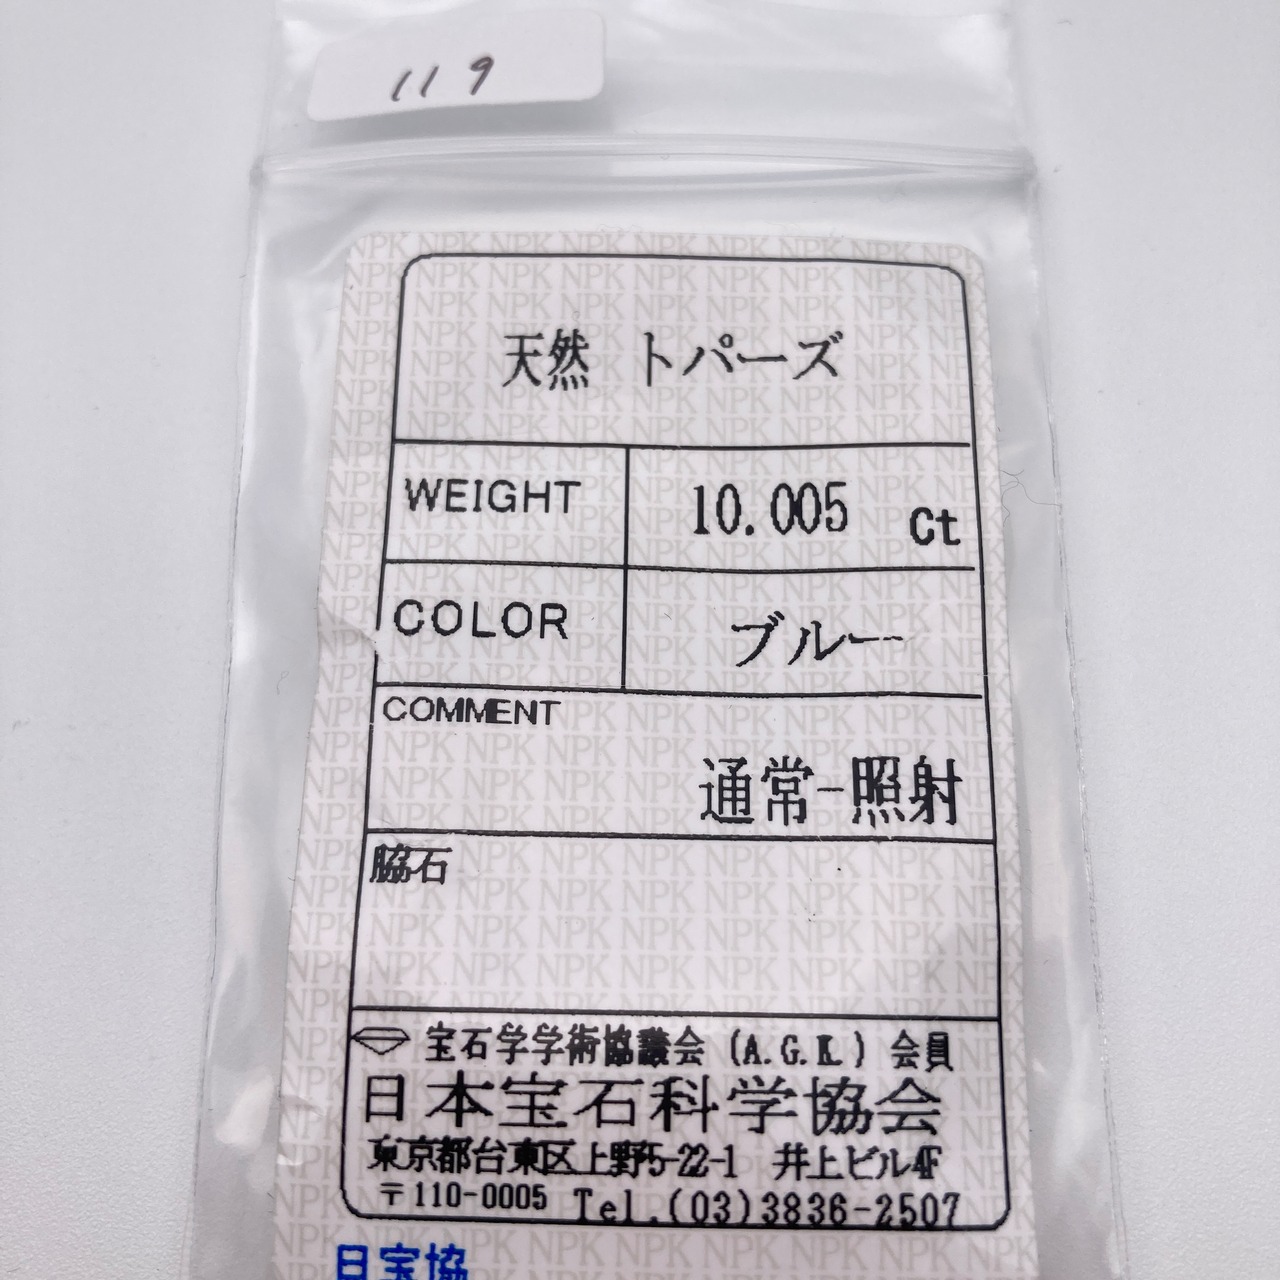 119
天然 トパーズ
WEIGHT 10.005 Ct
COLOR ブルー
COMMENT
通常-照射
脇石
宝石学学術協議会 (A.G.K.) 会員
日本宝石科学協会
東京都台東区上野5-22-1 井上ビル4F
〒110-0005 Tel.(03)3836-2507
日宝協